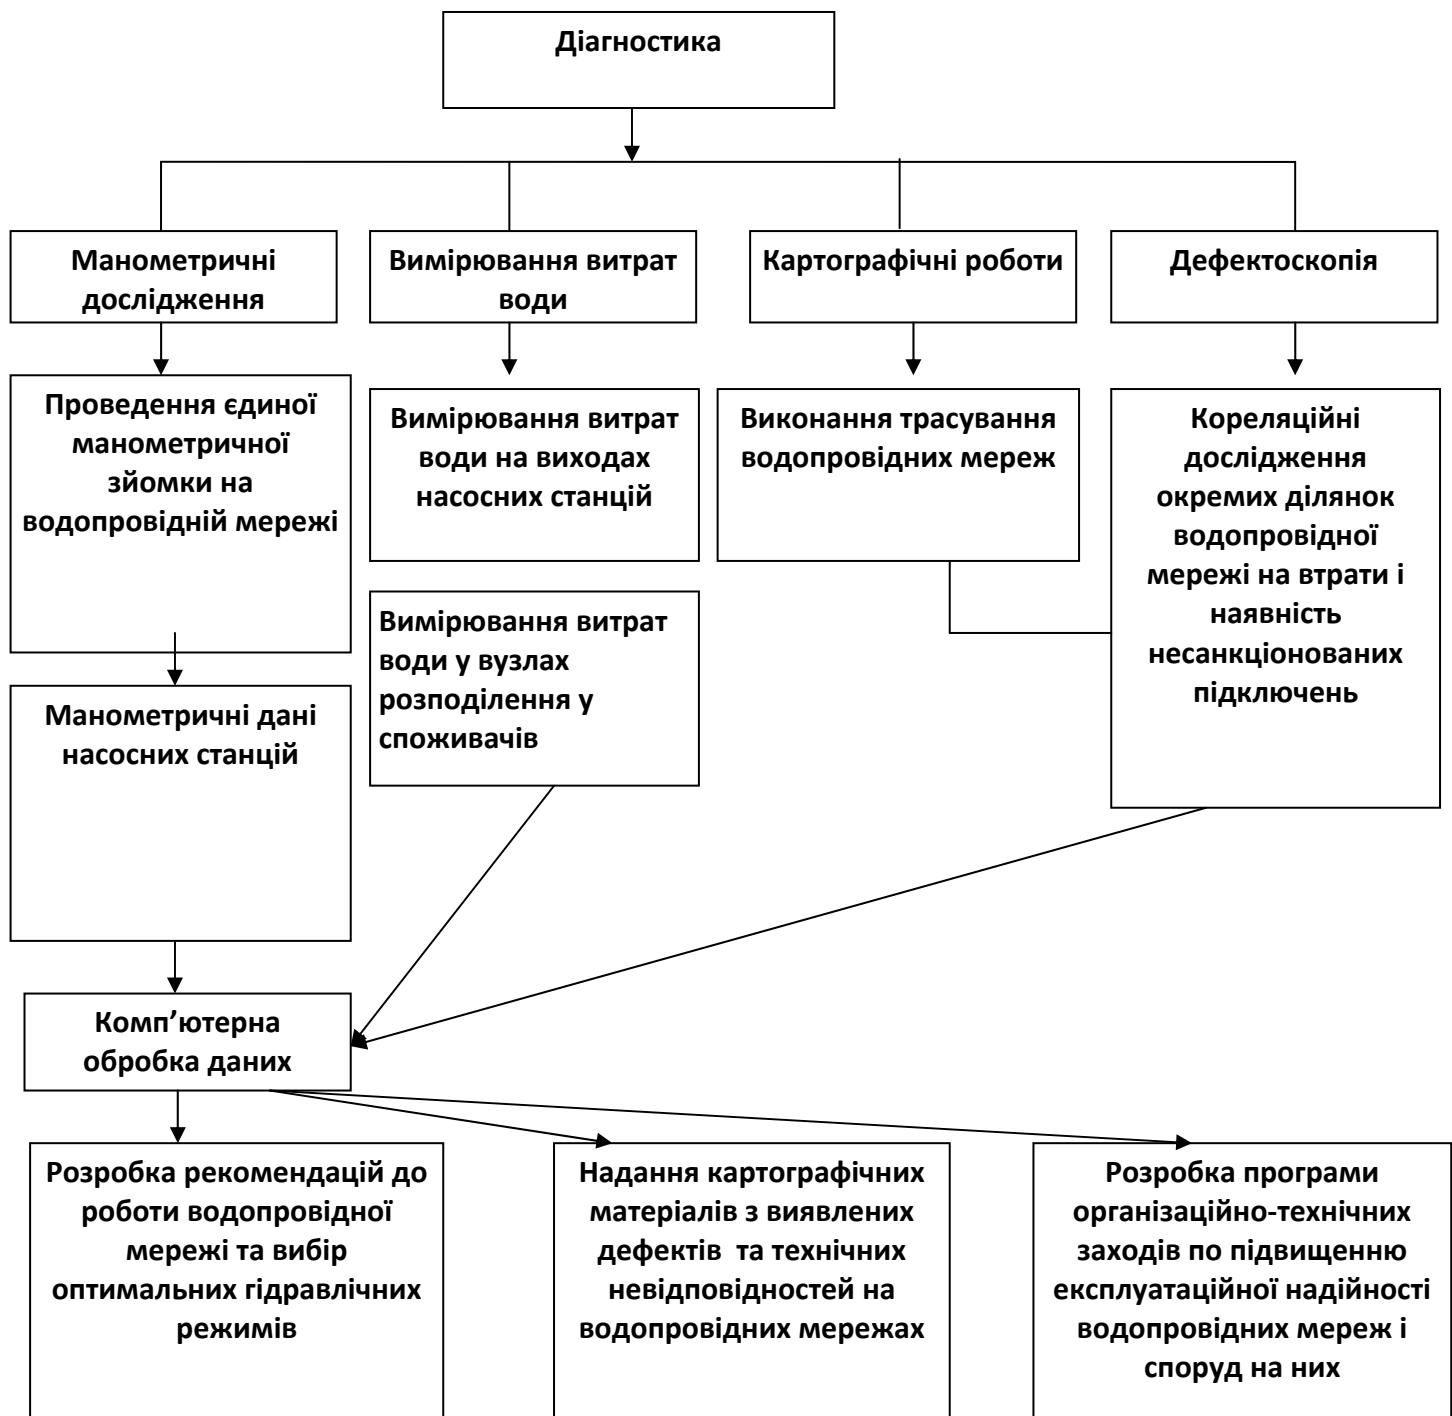 Діагностика
Манометричні
дослідження
Вимірювання витрат
води
Картографічні роботи
Дефектоскопія
Проведення єдиної
манометричної
зйомки на
водопровідній мережі
Вимірювання витрат
води на виходах
насосних станцій
Виконання трасування
водопровідних мереж
Кореляційні
дослідження
окремих ділянок
водопровідної
мережі на втрати і
наявність
несанкціонованих
підключень
Вимірювання витрат
води у вузлах
розподілення у
споживачів
Манометричні дані
насосних станцій
Комп’ютерна
обробка даних
Розробка рекомендацій до
роботи водопровідної
мережі та вибір
оптимальних гідравлічних
режимів
Надання картографічних
матеріалів з виявлених
дефектів  та технічних
невідповідностей на
водопровідних мережах
Розробка програми
організаційно-технічних
заходів по підвищенню
експлуатаційної надійності
водопровідних мереж і
споруд на них